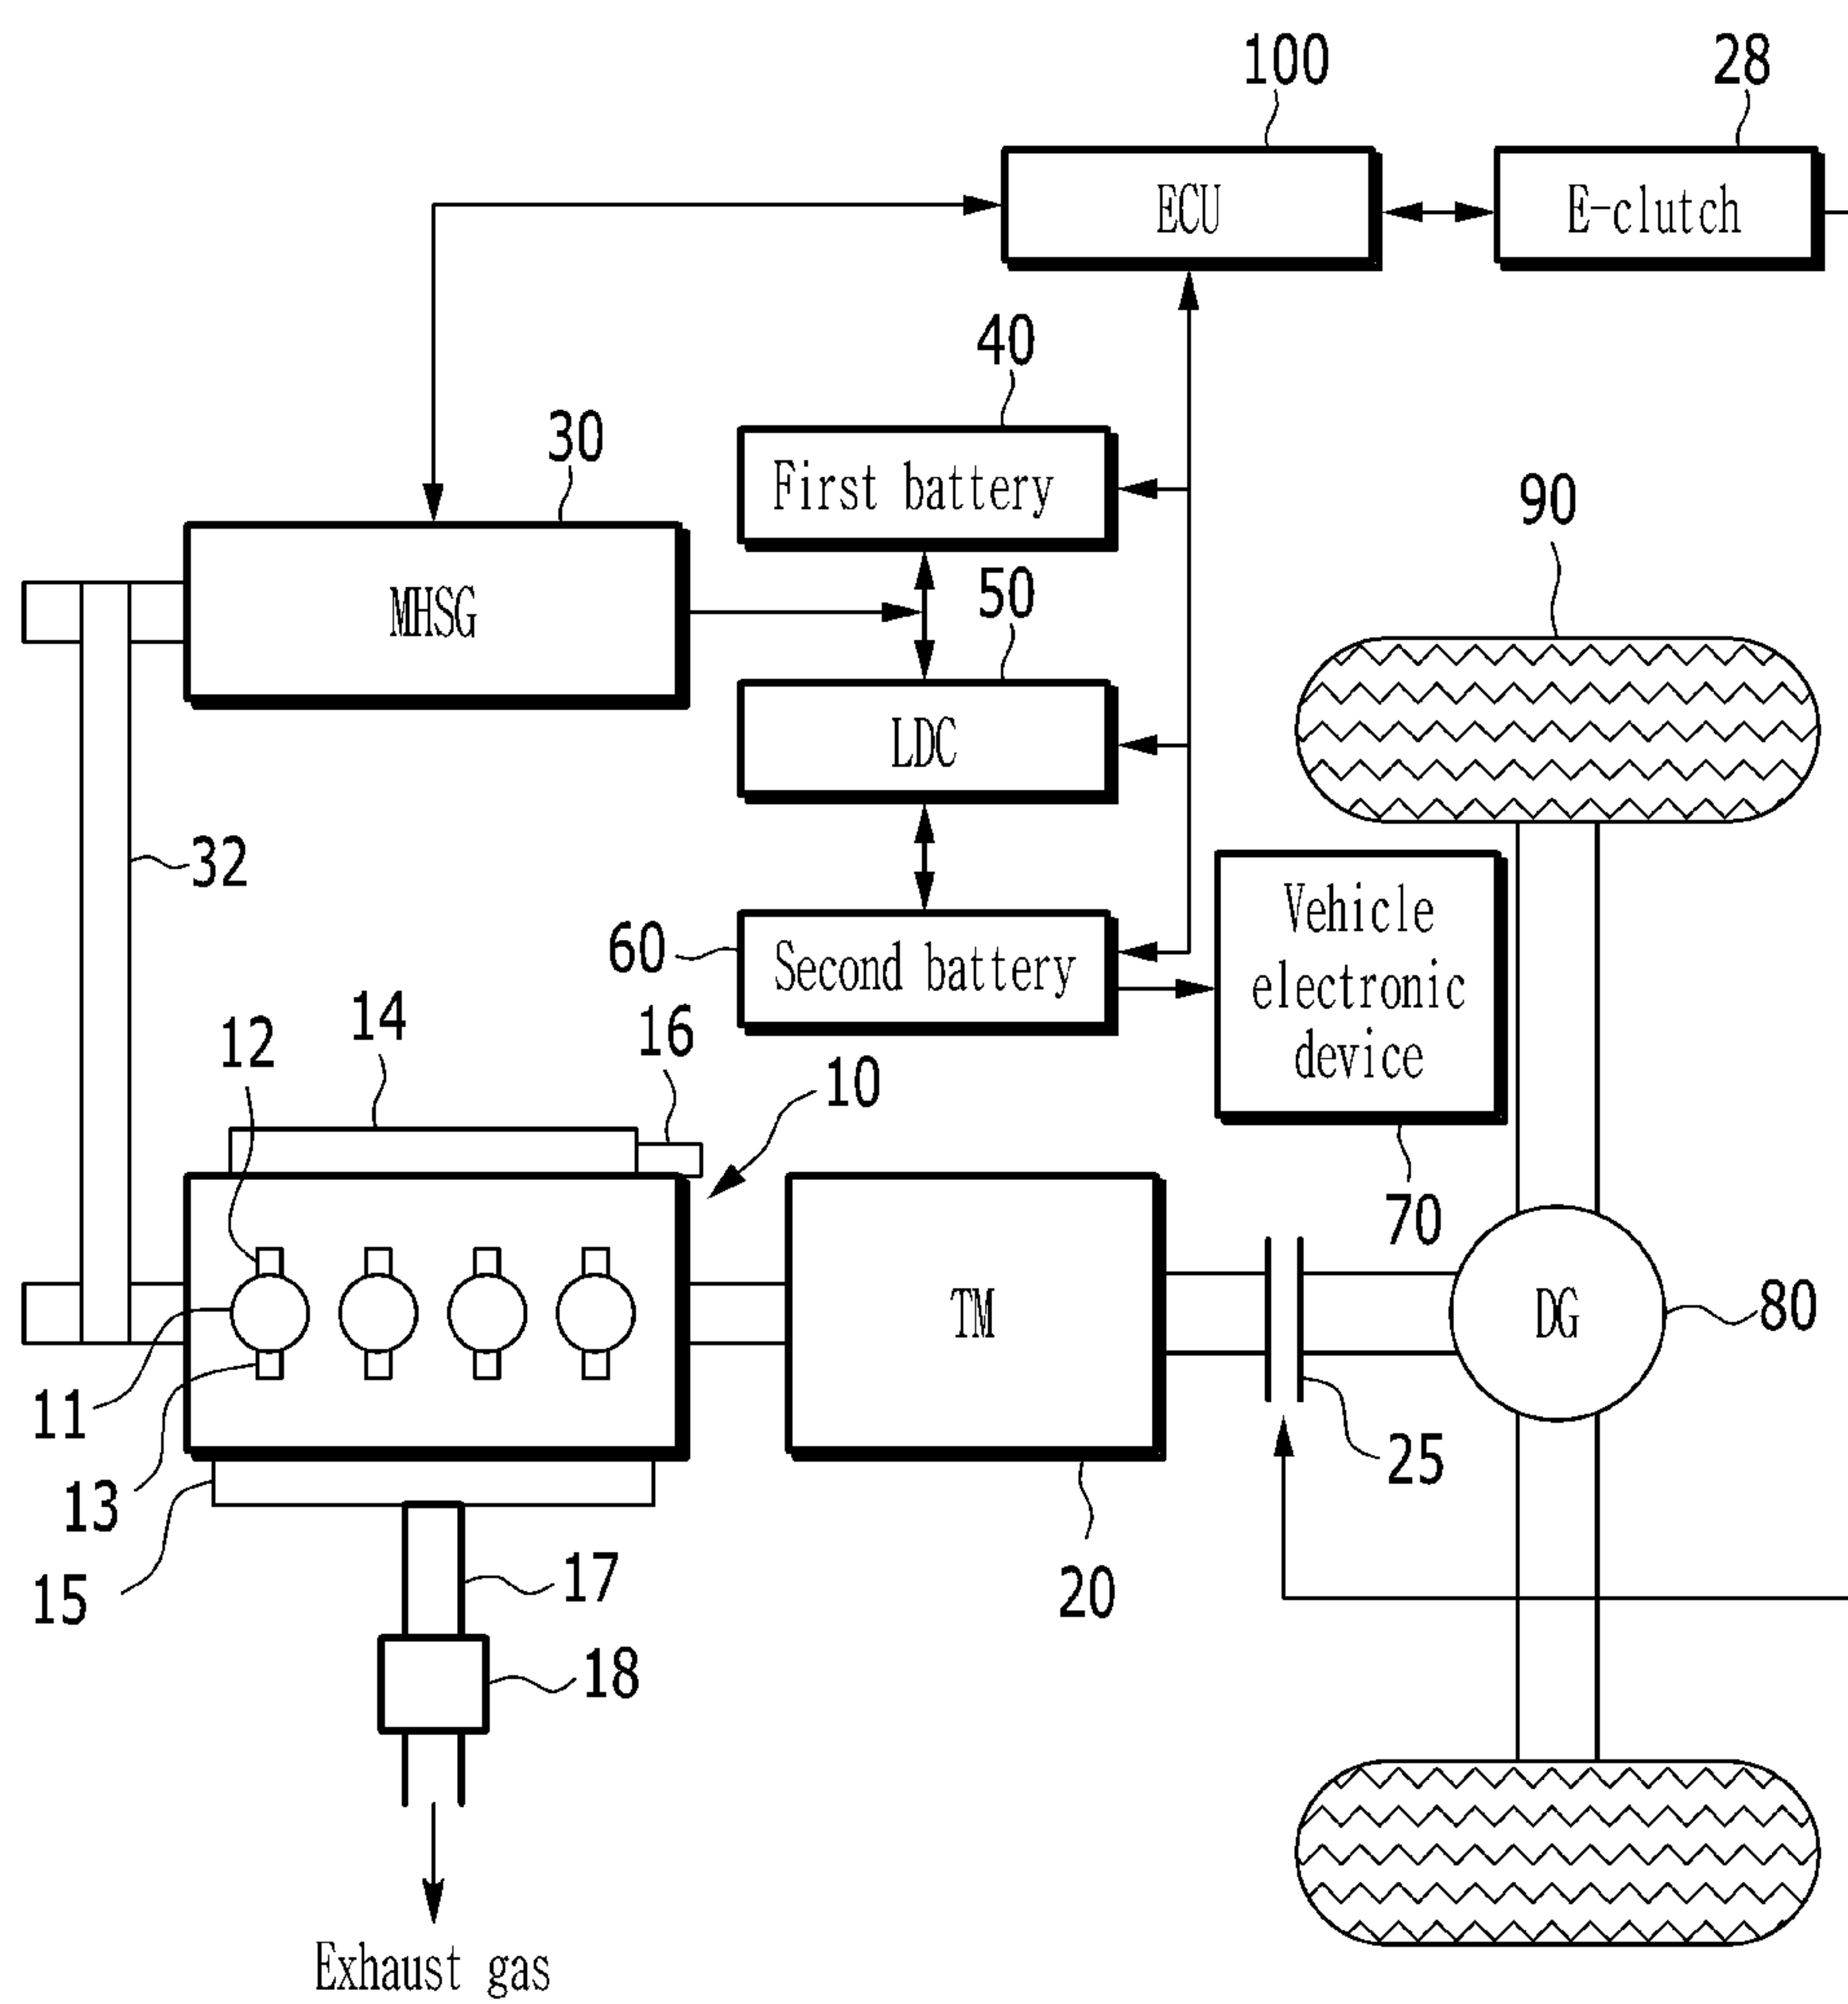 100
28
ECU
E-clutch
40
30
First battery
90
50
MHSG
LDC
32
Vehicle
electronic
device
60
Second battery
14
16
12
10
70
TM
DG
80
11
25
13
15
17
20
18
Exhaust gas